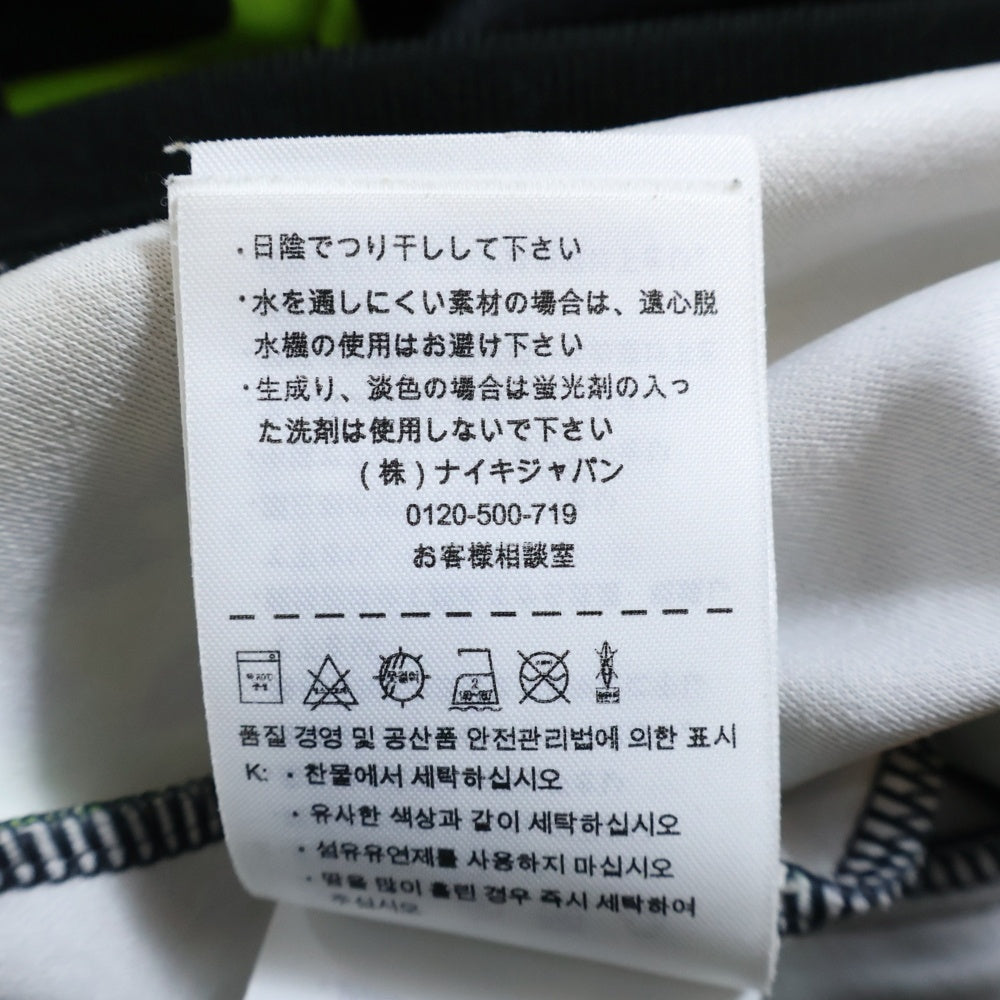 ・日陰でつり干しして下さい
・水を通しにくい素材の場合は、遠心脱
水機の使用はお避け下さい
・生成り、淡色の場合は蛍光剤の入っ
た洗剤は使用しないで下さい
(株)ナイキジャパン
0120-500-719
お客様相談室
옷걸이
품질 경영 및 공산품 안전관리법에 의한 표시
K: ・찬물에서 세탁하십시오
・유사한 색상과 같이 세탁하십시오
・섬유유연제를 사용하지 마십시오
・땀을 많이 흘린 경우 즉시 세탁하여
주십시오